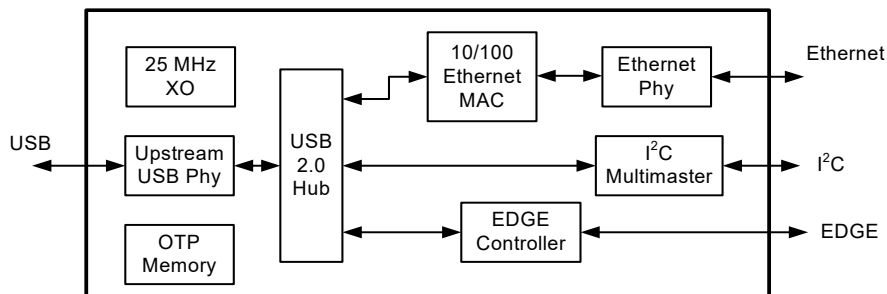 25 MHz
XO
10/100
Ethernet
MAC
Ethernet
Phy
Ethernet
USB
Upstream
USB Phy
USB
2.0
Hub
I²C
Multimaster
I²C
OTP
Memory
EDGE
Controller
EDGE